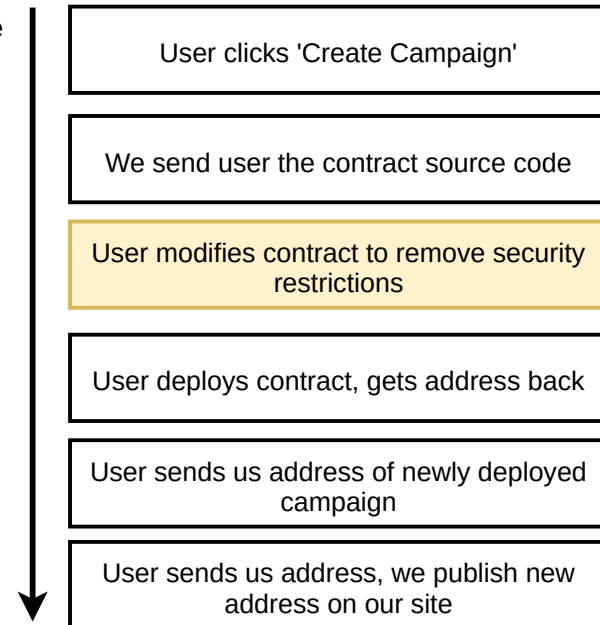 User clicks 'Create Campaign'
We send user the contract source code
User modifies contract to remove security
restrictions
User deploys contract, gets address back
User sends us address of newly deployed
campaign
User sends us address, we publish new
address on our site